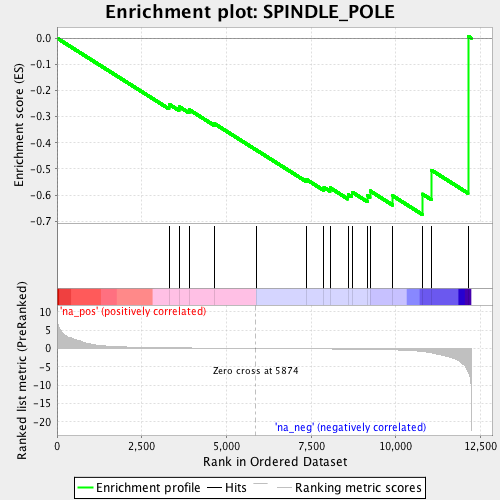 Enrichment plot: SPINDLE_POLE
Enrichment score (ES)
0.0
-0.1
-0.2
-0.3
-0.4
-0.5
-0.6
-0.7
'na_pos' (positively correlated)
Ranked list metric (PreRanked)
10
5
0
-5
-10
-15
-20
Zero cross at 5874
'na_neg' (negatively correlated)
0 2,500 5,000 7,500 10,000 12,500
Rank in Ordered Dataset
Enrichment profile Hits Ranking metric scores